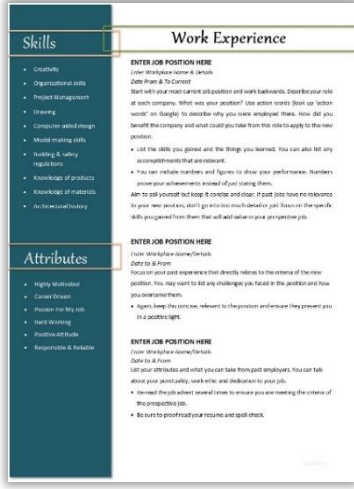 Skills
• Creativity
• Organizational skills
• Project Management
• Drawing
• Computer-aided design
• Model making skills
• Building & safety
regulations
• Knowledge of products
• Knowledge of materials
• Architectural history
Attributes
• Highly Motivated
• Career Driven
• Passion For My Job
• Hard Working
• Positive Attitude
• Responsible & Reliable
Work Experience
ENTER JOB POSITION HERE
Enter Workplace Name & Details
Date From & To Current
Start with your most current job position and work backwards. Describe your role
at each company. What was your position? Use action words (look up 'action
words' on Google) to describe why you were employed there. How did you
benefit the company and what could you take from this role to apply to the new
position.
• List the skills you gained and the things you learned. You can also list any
accomplishments that are relevant.
• You can include numbers and figures to show your performance. Numbers
prove your achievements instead of just stating them.
Aim to sell yourself but keep it concise and clear. If past jobs have no relevance
to your new position, don't go into too much detail or just focus on the specific
skills you gained from them that will add value in your prospective job.
ENTER JOB POSITION HERE
Enter Workplace Name/Details
Date to & From
Focus on your past experience that directly relates to the criteria of the new
position. You may want to list any challenges you faced in the position and how
you overcame them.
• Again, keep this concise, relevant to the position and ensure they present you
in a positive light.
ENTER JOB POSITION HERE
Enter Workplace Name/Details
Date to & From
List your attributes and what you can take from past employers. You can talk
about your punctuality, work ethic and dedication to your job.
• Re-read the job advert several times to ensure you are meeting the criteria of
the prospective job.
• Be sure to proof read your resume and spell check.